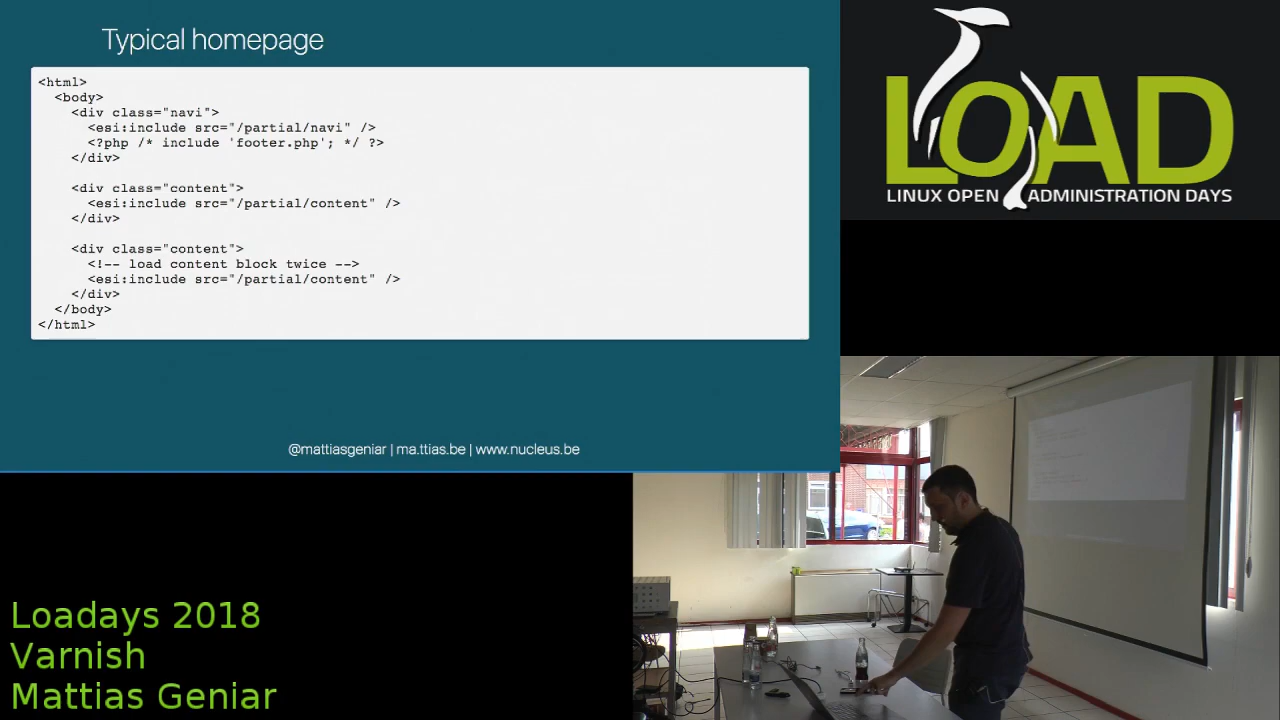 Typical homepage
<html>
<body>
<div class="navi">
<esi:include src="/partial/navi" />
<?php /* include 'footer.php'; */ ?>
</div>
<div class="content">
<esi:include src="/partial/content" />
</div>
<div class="content">
<!-- load content block twice -->
<esi:include src="/partial/content" />
</div>
</body>
</html>
@mattiasgeniar | ma.ttias.be | www.nucleus.be
LOAD
LINUX OPEN ADMINISTRATION DAYS
Loadays 2018
Varnish
Mattias Geniar